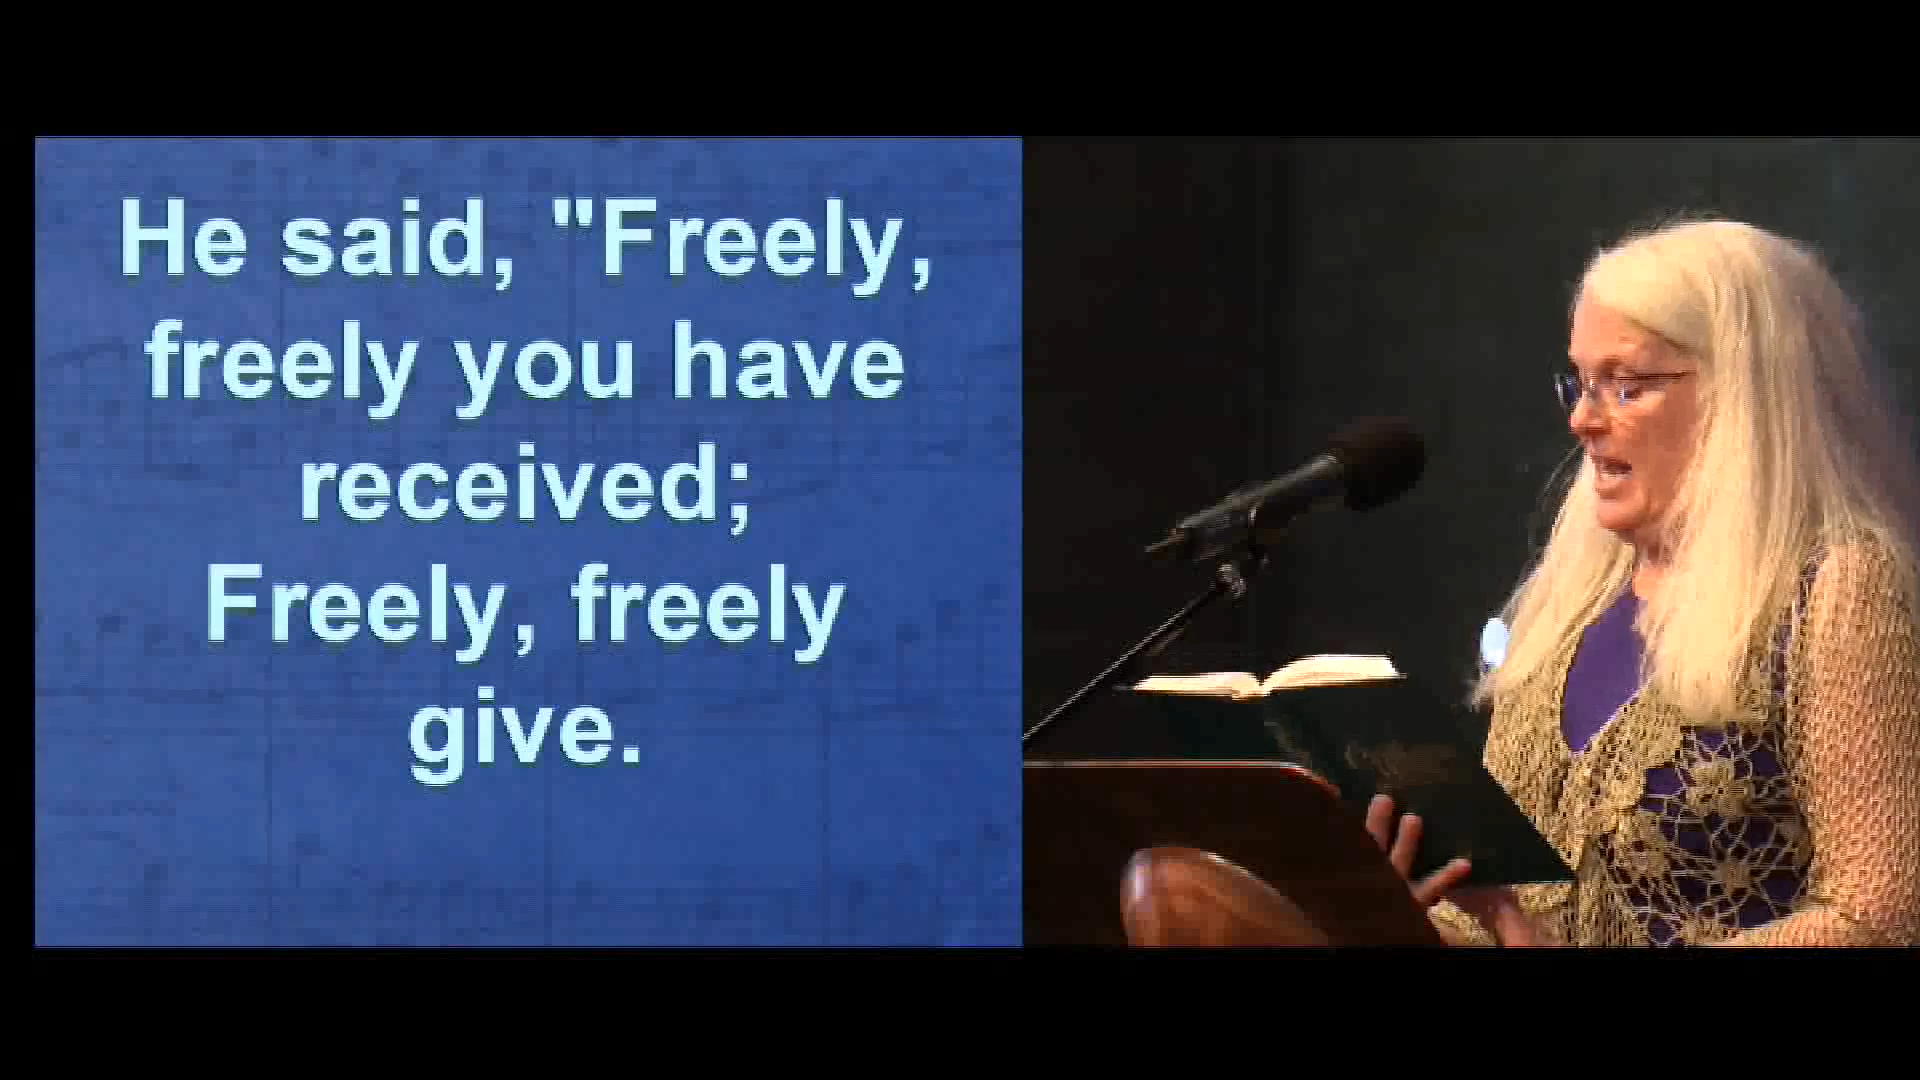 He said, "Freely,
freely you have
received;
Freely, freely
give.